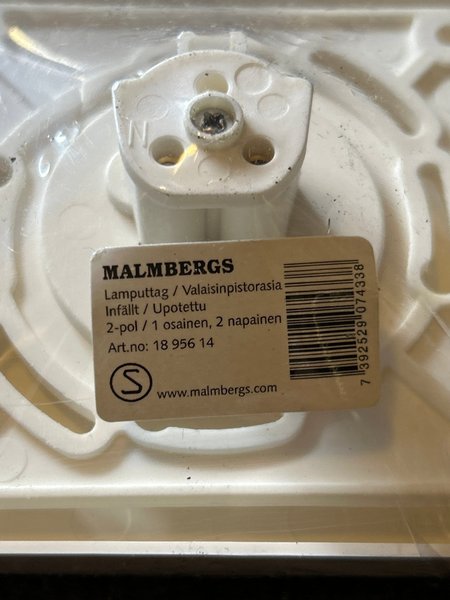 N
MALMBERGS
Lamputtag / Valaisinpistorasia
Infällt / Upotettu
2-pol / 1 osainen, 2 napainen
Art.no: 18 956 14
S
www.malmbergs.com
7 392529 074338